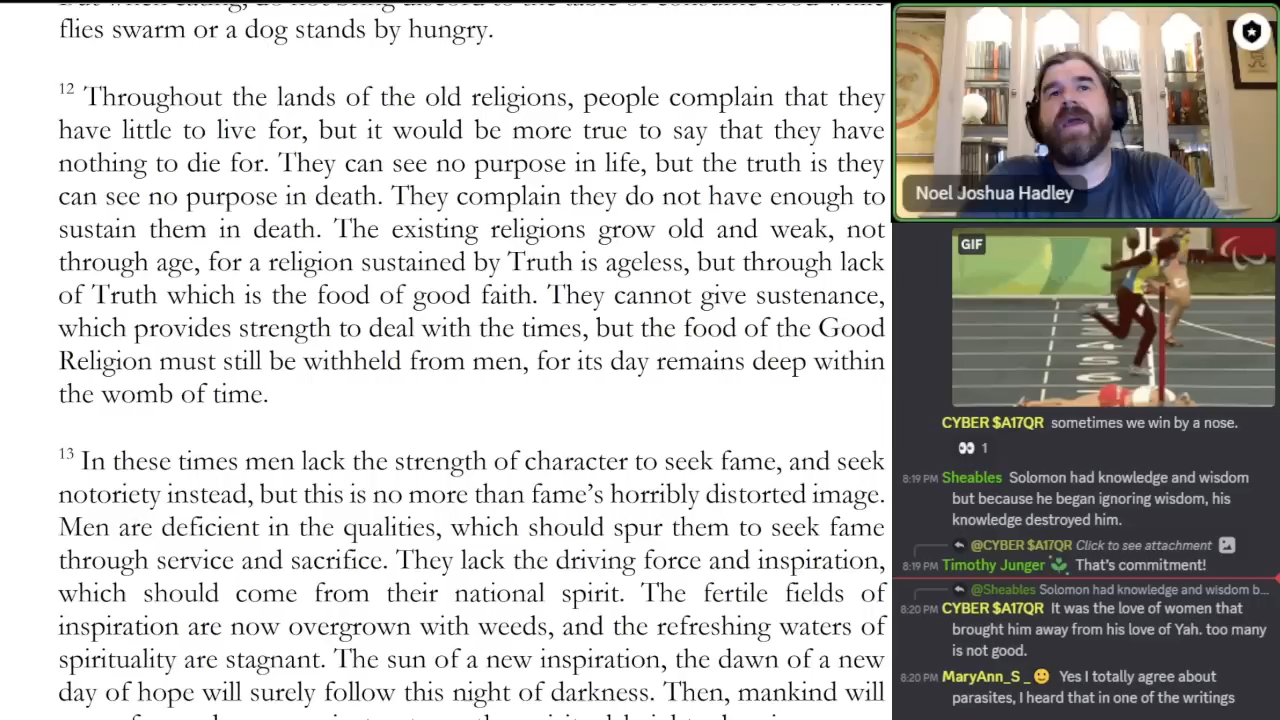 flies swarm or a dog stands by hungry.
12 Throughout the lands of the old religions, people complain that they
have little to live for, but it would be more true to say that they have
nothing to die for. They can see no purpose in life, but the truth is they
can see no purpose in death. They complain they do not have enough to
sustain them in death. The existing religions grow old and weak, not
through age, for a religion sustained by Truth is ageless, but through lack
of Truth which is the food of good faith. They cannot give sustenance,
which provides strength to deal with the times, but the food of the Good
Religion must still be withheld from men, for its day remains deep within
the womb of time.
13 In these times men lack the strength of character to seek fame, and seek
notoriety instead, but this is no more than fame's horribly distorted image.
Men are deficient in the qualities, which should spur them to seek fame
through service and sacrifice. They lack the driving force and inspiration,
which should come from their national spirit. The fertile fields of
inspiration are now overgrown with weeds, and the refreshing waters of
spirituality are stagnant. The sun of a new inspiration, the dawn of a new
day of hope will surely follow this night of darkness. Then, mankind will
Noel Joshua Hadley
GIF
CYBER $A17QR sometimes we win by a nose.
👀 1
8:19 PM Sheables Solomon had knowledge and wisdom
but because he began ignoring wisdom, his
knowledge destroyed him.
@CYBER $A17QR Click to see attachment
8:19 PM Timothy Junger That's commitment!
@Sheables Solomon had knowledge and wisdom b...
8:20 PM CYBER $A17QR It was the love of women that
brought him away from his love of Yah. too many
is not good.
8:20 PM MaryAnn_S _ 🙂 Yes I totally agree about
parasites, I heard that in one of the writings